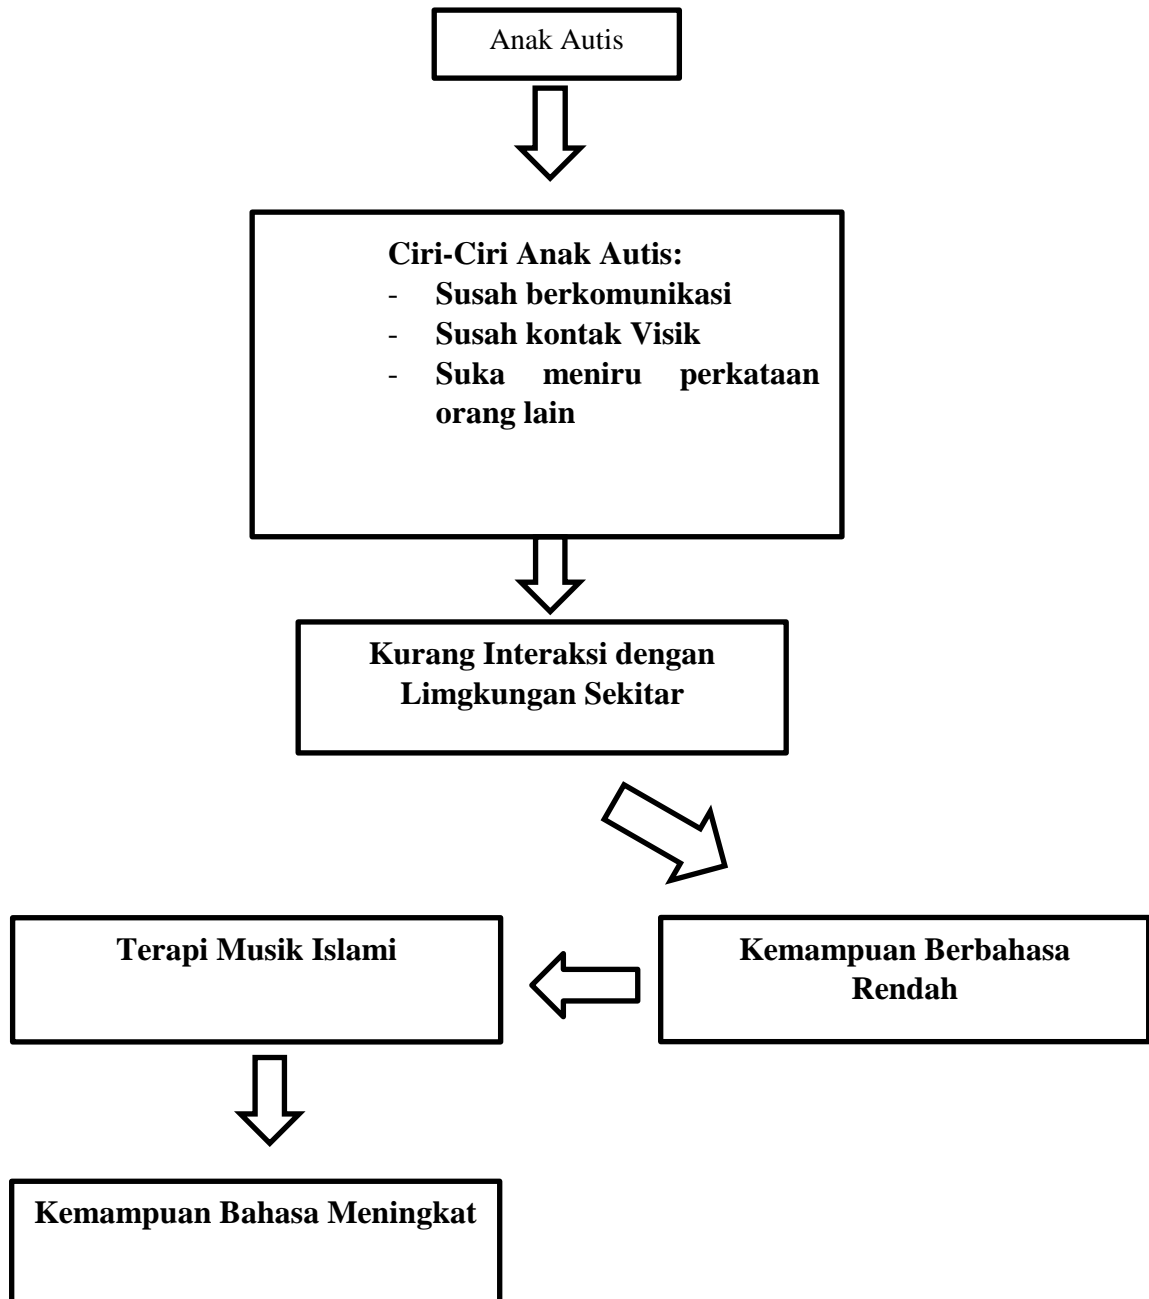 Anak Autis
Ciri-Ciri Anak Autis:
- Susah berkomunikasi
- Susah kontak Visik
- Suka meniru perkataan
orang lain
Kurang Interaksi dengan
Limgkungan Sekitar
Terapi Musik Islami
Kemampuan Berbahasa
Rendah
Kemampuan Bahasa Meningkat